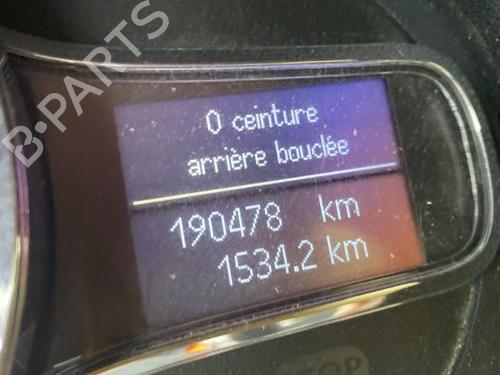 B-PARTS
0 ceinture
arrière bouclée
190478 km
1534.2 km